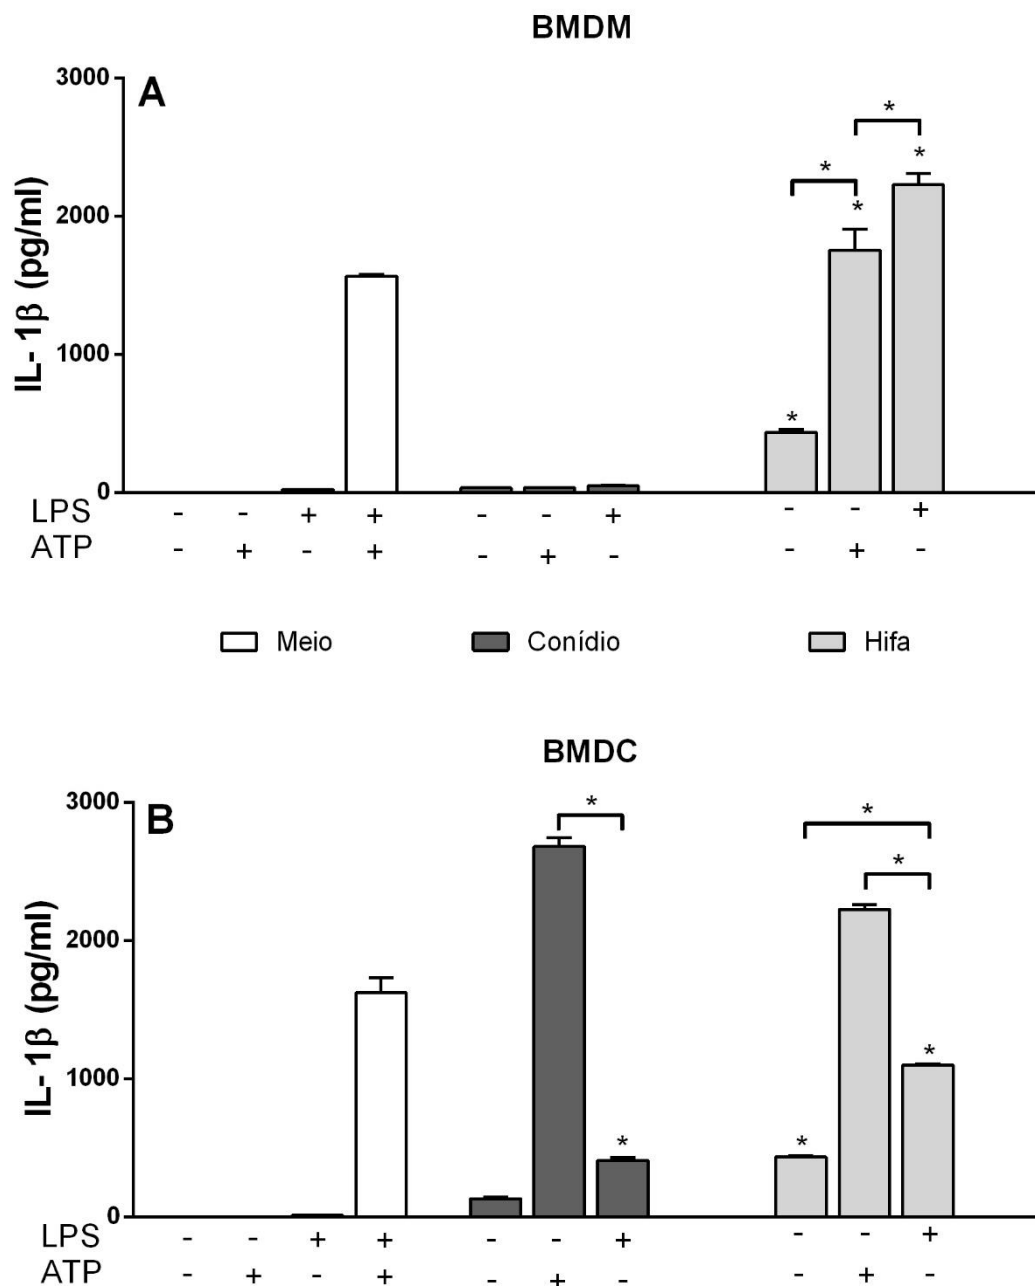 BMDM
A
3000
2000
1000
0
IL- 1β (pg/ml)
*
*
*
*
*
LPS - - + + - - + - - +
ATP - + - + - + - - + -
Meio Conídio Hifa
BMDC
B
3000
2000
1000
0
IL- 1β (pg/ml)
* *
*
*
*
*
LPS - - + + - - + - - +
ATP - + - + - + - - + -